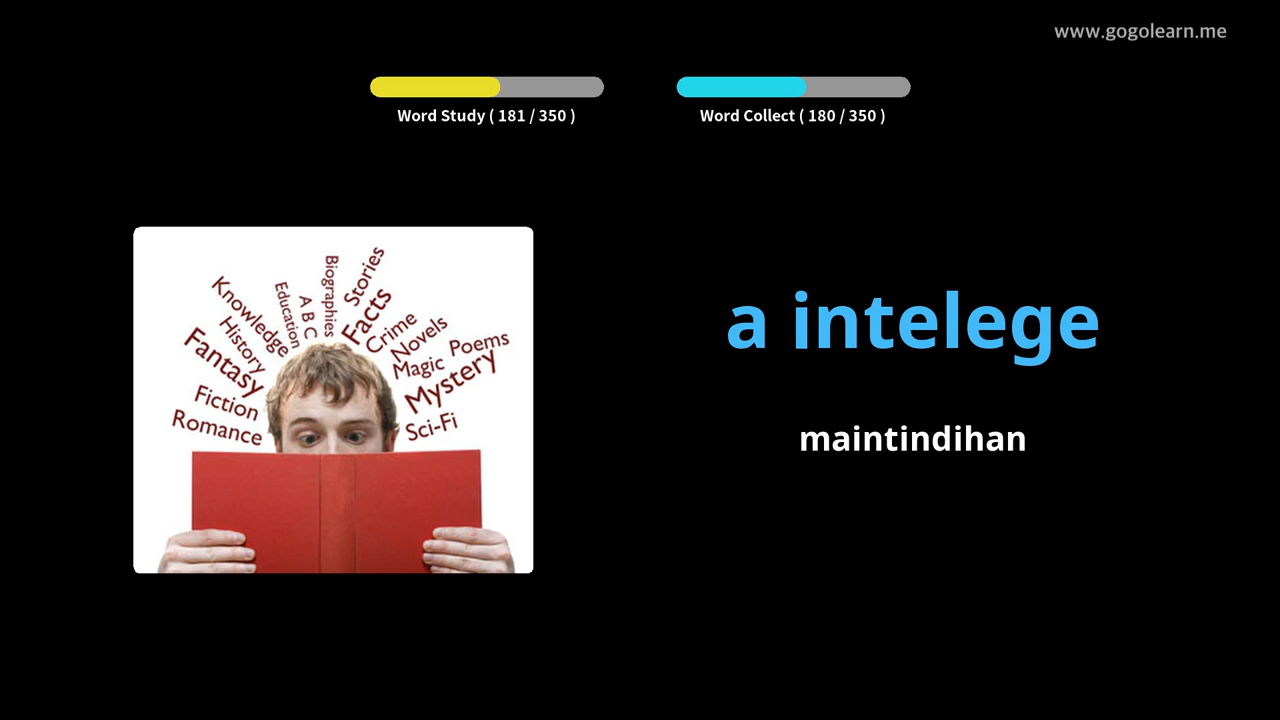 www.gogolearn.me
Word Study ( 181 / 350 )
Word Collect ( 180 / 350 )
Biographies
Stories
Education
A B C
Facts
Knowledge
Crime
History
Novels
Poems
Fantasy
Magic
Mystery
Fiction
Romance
Sci-Fi
a intelege
maintindihan